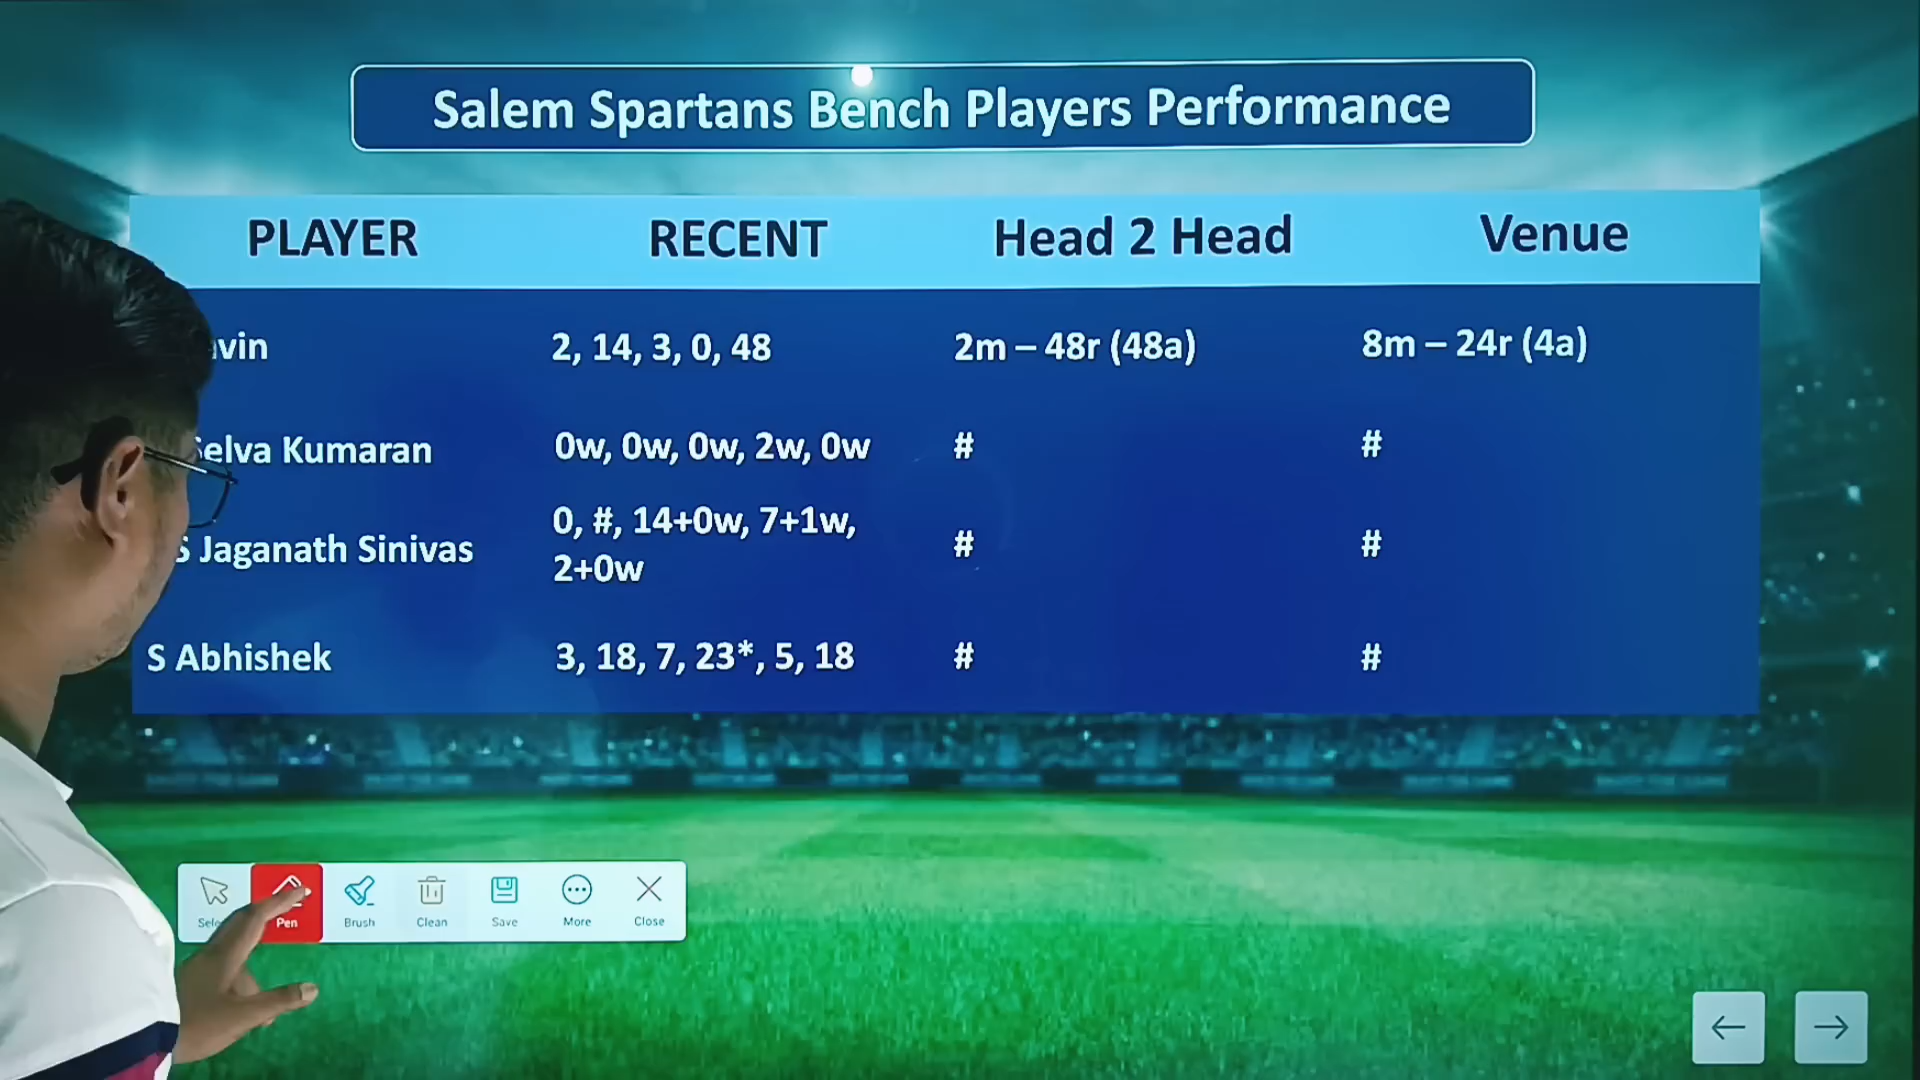 Salem Spartans Bench Players Performance
PLAYER RECENT Head 2 Head Venue
2, 14, 3, 0, 48 2m – 48r (48a) 8m – 24r (4a)
Selva Kumaran 0w, 0w, 0w, 2w, 0w # #
S Jaganath Sinivas 0, #, 14+0w, 7+1w, # #
2+0w
S Abhishek 3, 18, 7, 23*, 5, 18 # #
Pen Brush Clean Save More Close